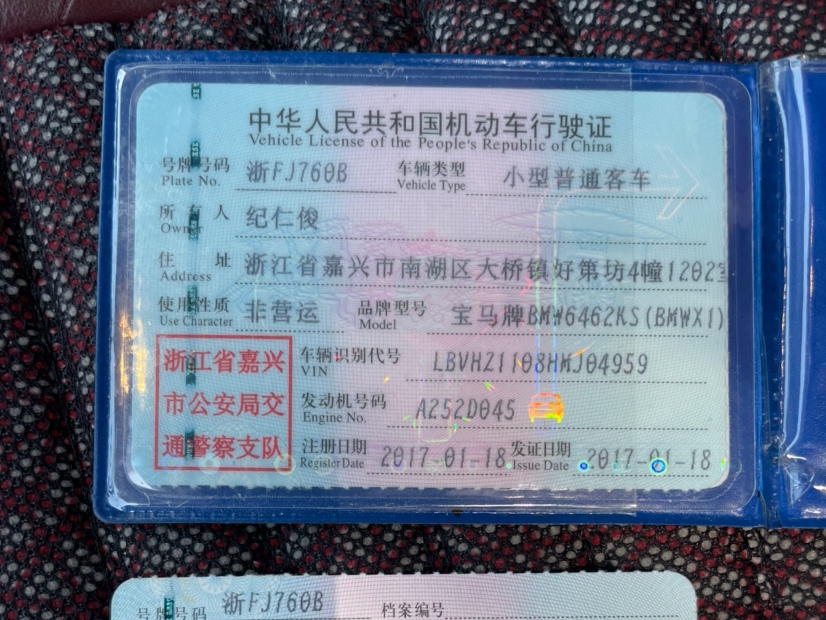 中华人民共和国机动车行驶证
Vehicle License of the People's Republic of China
号牌号码 浙FJ760B 车辆类型 小型普通客车
Plate No. Vehicle Type
所有人 纪仁俊
Owner
住址 浙江省嘉兴市南湖区大桥镇好第坊4幢1202室
Address
使用性质 非营运 品牌型号 宝马牌BMW6462KS(BMWX1)
Use Character Model
浙江省嘉兴
市公安局交
通警察支队
车辆识别代号 LBVHZ1108HMJ04959
VIN
发动机号码 A252D045
Engine No.
注册日期 2017-01-18 发证日期 2017-01-18
Register Date Issue Date
号牌号码 浙FJ760B 档案编号